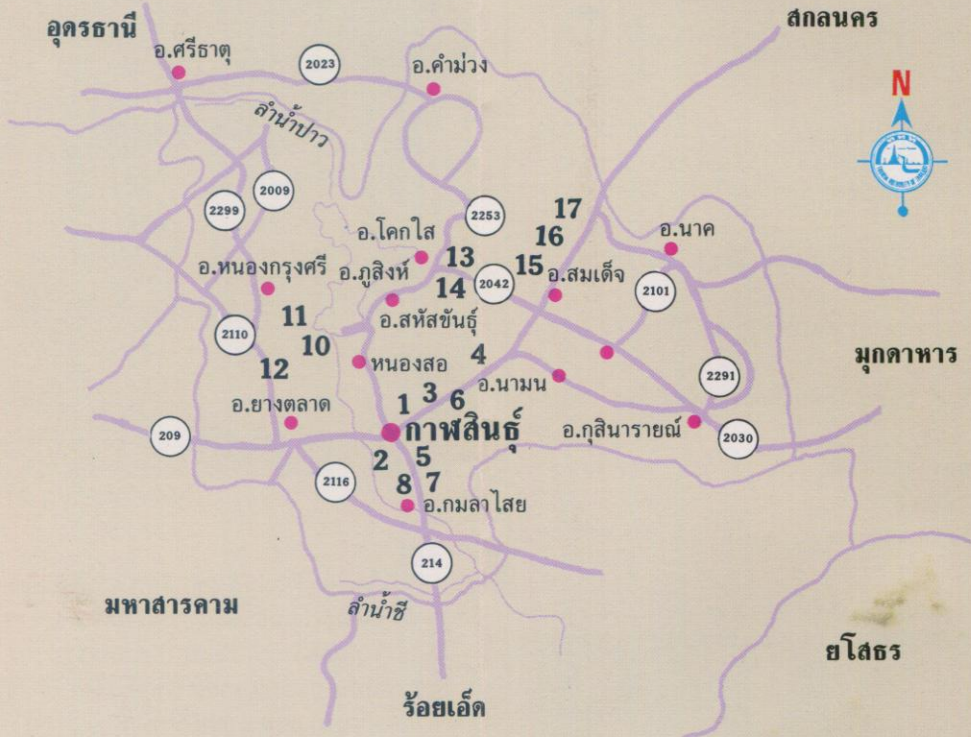 อุดรธานี
สกลนคร
อ.ศรีธาตุ
2023
อ.คำม่วง
N
ลำน้ำปาว
2009
2299
2253
17
อ.โคกใส
16
อ.นาค
13
อ.หนองกรุงศรี
อ.ภูสิงห์
15
อ.สมเด็จ
14
2042
2101
11
อ.สหัสขันธุ์
2110
10
4
มุกดาหาร
12
หนองสอ
อ.นามน
2291
3
1
6
อ.ยางตลาด
กาฬสินธุ์
อ.กุสินารายณ์
209
2030
2
5
2116
8
7
อ.กมลาไสย
214
มหาสารคาม
ลำน้ำชี
ยโสธร
ร้อยเอ็ด